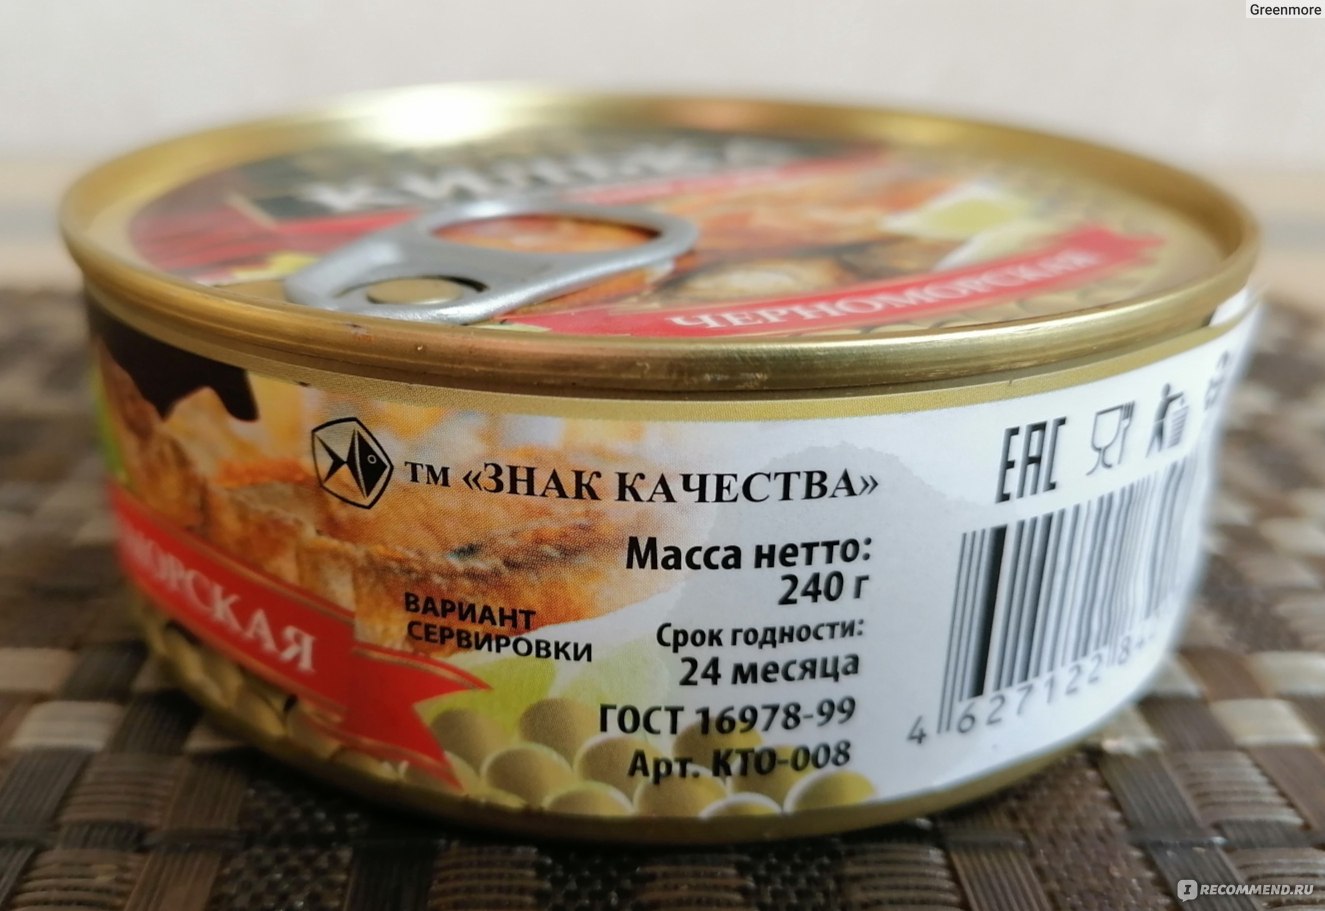 Greenmore
КИЛЬКА
ЧЕРНОМОРСКАЯ
МОРСКАЯ
ТМ «ЗНАК КАЧЕСТВА»
ВАРИАНТ
СЕРВИРОВКИ
Масса нетто:
240 г
Срок годности:
24 месяца
ГОСТ 16978-99
Арт. КТО-008
EAC
4 627122 84
RECOMMEND.RU